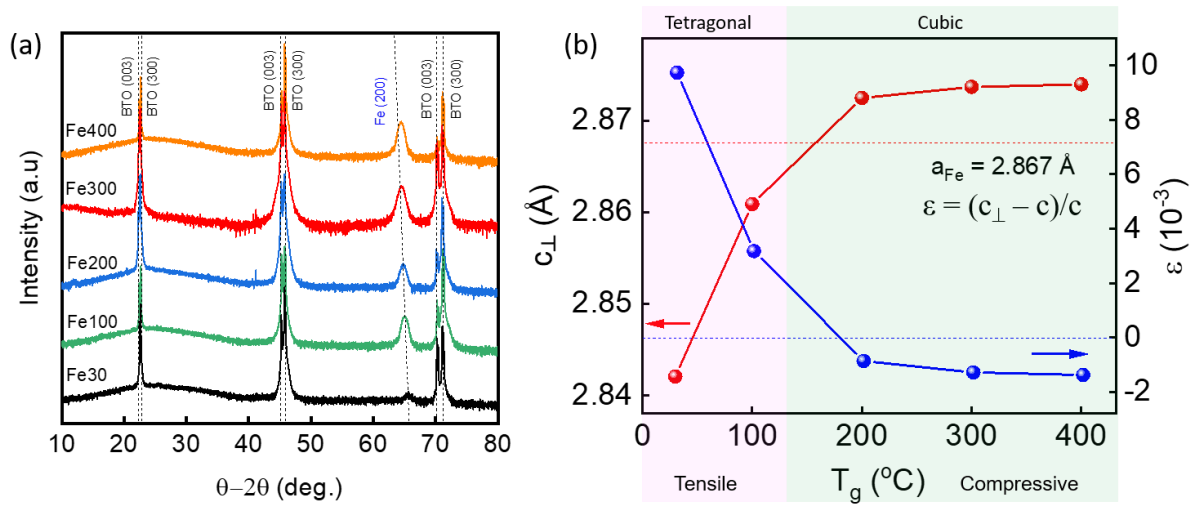 (a)
Intensity (a.u)
BTO (003)
BTO (300)
BTO (003)
BTO (300)
Fe (200)
BTO (003)
BTO (300)
Fe400
Fe300
Fe200
Fe100
Fe30
10 20 30 40 50 60 70 80
θ–2θ (deg.)
(b)
Tetragonal Cubic
c⊥ (Å)
2.87
2.86
2.85
2.84
a_Fe = 2.867 Å
ε = (c⊥ – c)/c
10
8
6
4
2
0
-2
ε (10⁻³)
0 100 200 300 400
Tensile T_g (°C) Compressive